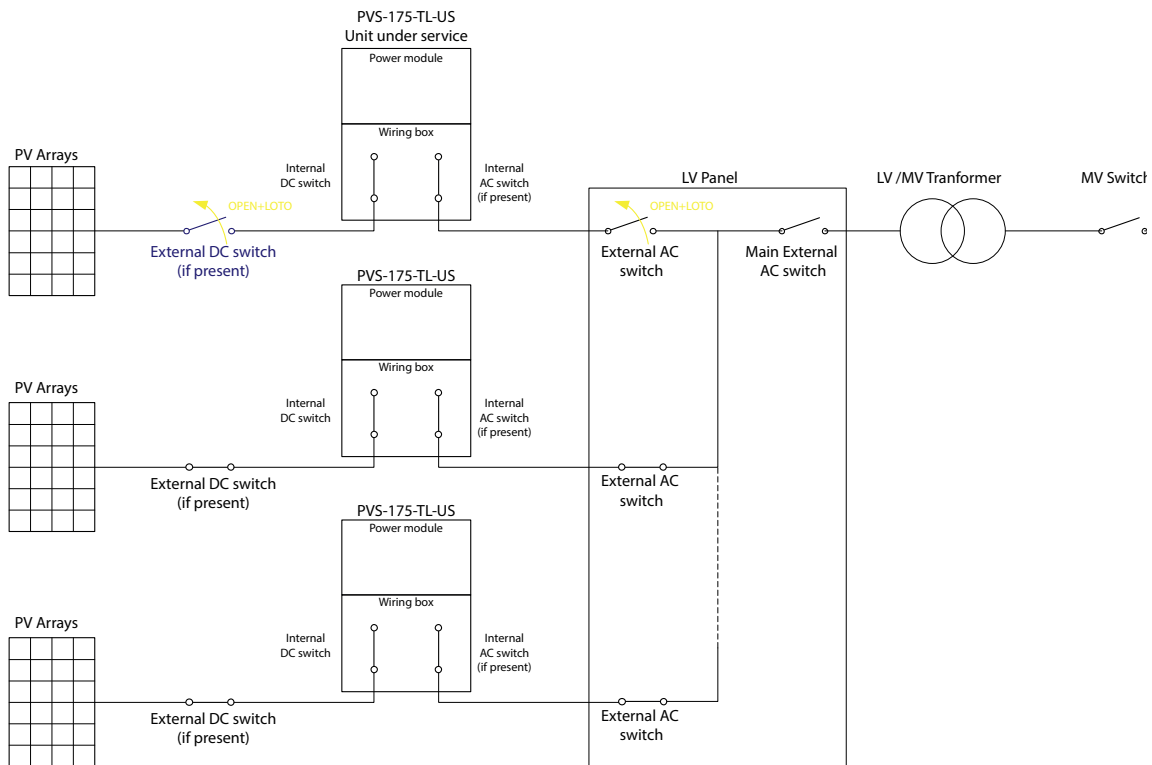 PVS-175-TL-US
Unit under service
Power module
Wiring box
PV Arrays
Internal
DC switch
Internal
AC switch
(if present)
LV Panel
LV /MV Tranformer
MV Switch
OPEN+LOTO
OPEN+LOTO
External DC switch
(if present)
External AC
switch
Main External
AC switch
PVS-175-TL-US
Power module
Wiring box
PV Arrays
Internal
DC switch
Internal
AC switch
(if present)
External DC switch
(if present)
External AC
switch
PVS-175-TL-US
Power module
Wiring box
PV Arrays
Internal
DC switch
Internal
AC switch
(if present)
External DC switch
(if present)
External AC
switch